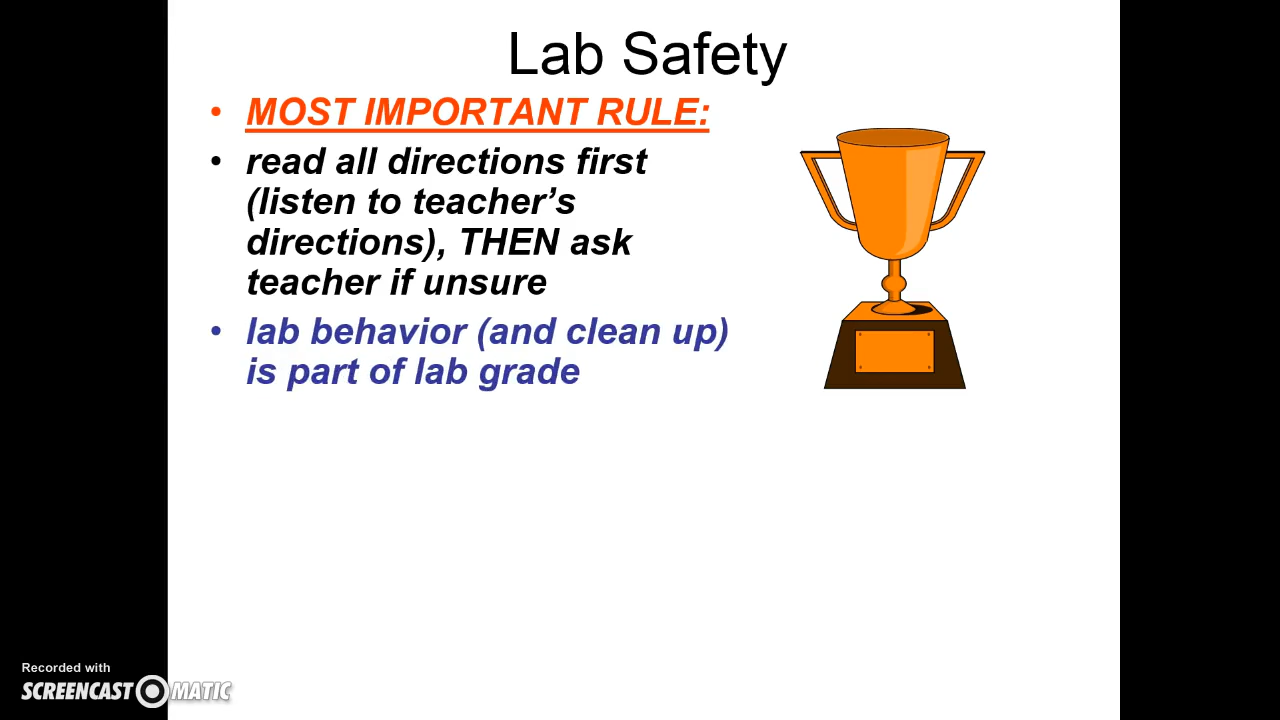 Lab Safety
• MOST IMPORTANT RULE:
• read all directions first
(listen to teacher’s
directions), THEN ask
teacher if unsure
• lab behavior (and clean up)
is part of lab grade
Recorded with
SCREENCAST MATIC